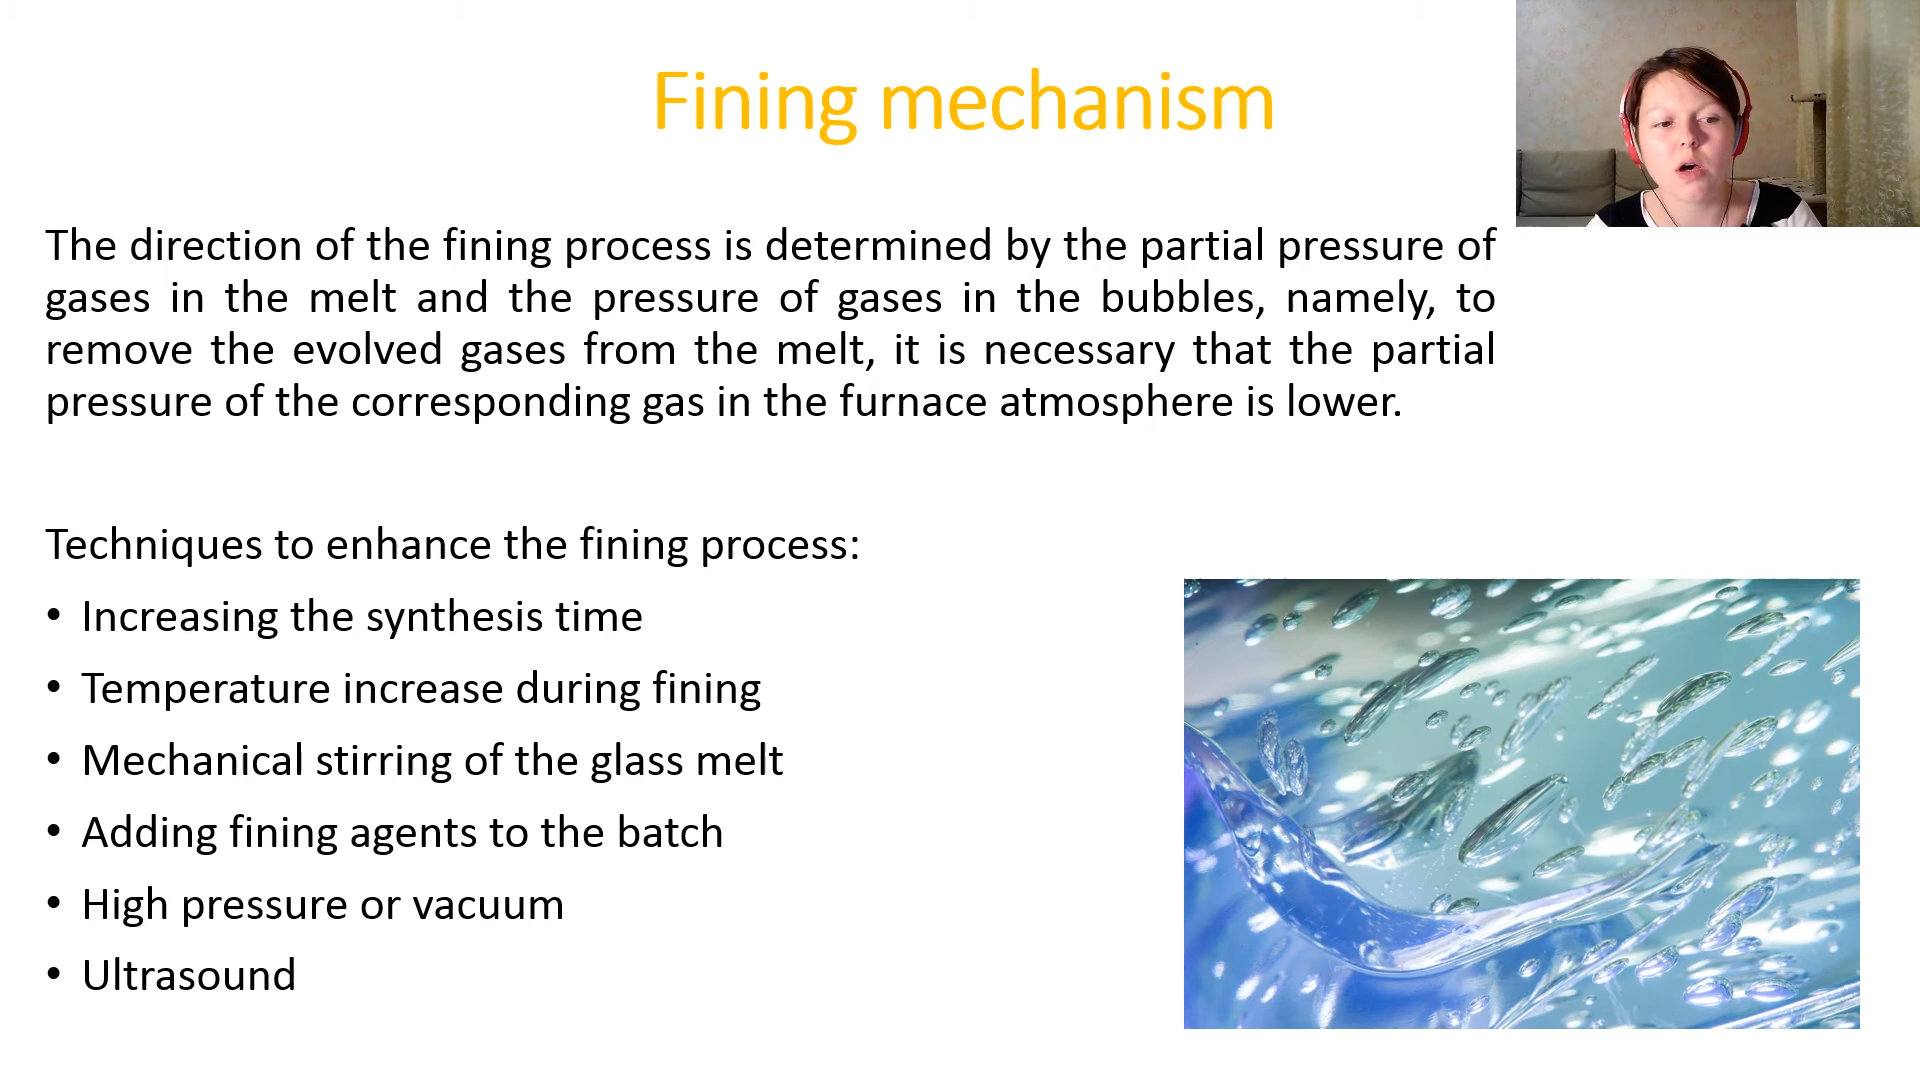 Fining mechanism
The direction of the fining process is determined by the partial pressure of
gases in the melt and the pressure of gases in the bubbles, namely, to
remove the evolved gases from the melt, it is necessary that the partial
pressure of the corresponding gas in the furnace atmosphere is lower.
Techniques to enhance the fining process:
• Increasing the synthesis time
• Temperature increase during fining
• Mechanical stirring of the glass melt
• Adding fining agents to the batch
• High pressure or vacuum
• Ultrasound